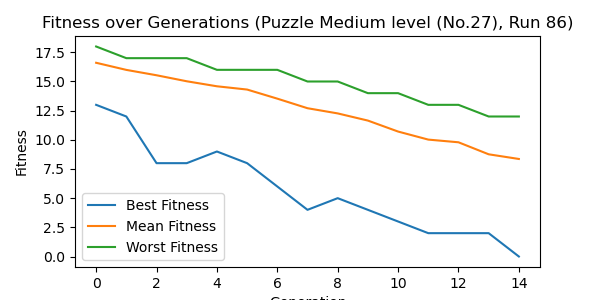 Fitness over Generations (Puzzle Medium level (No.27), Run 86)
Fitness
17.5
15.0
12.5
10.0
7.5
5.0
2.5
0.0
Best Fitness
Mean Fitness
Worst Fitness
0 2 4 6 8 10 12 14
Generation